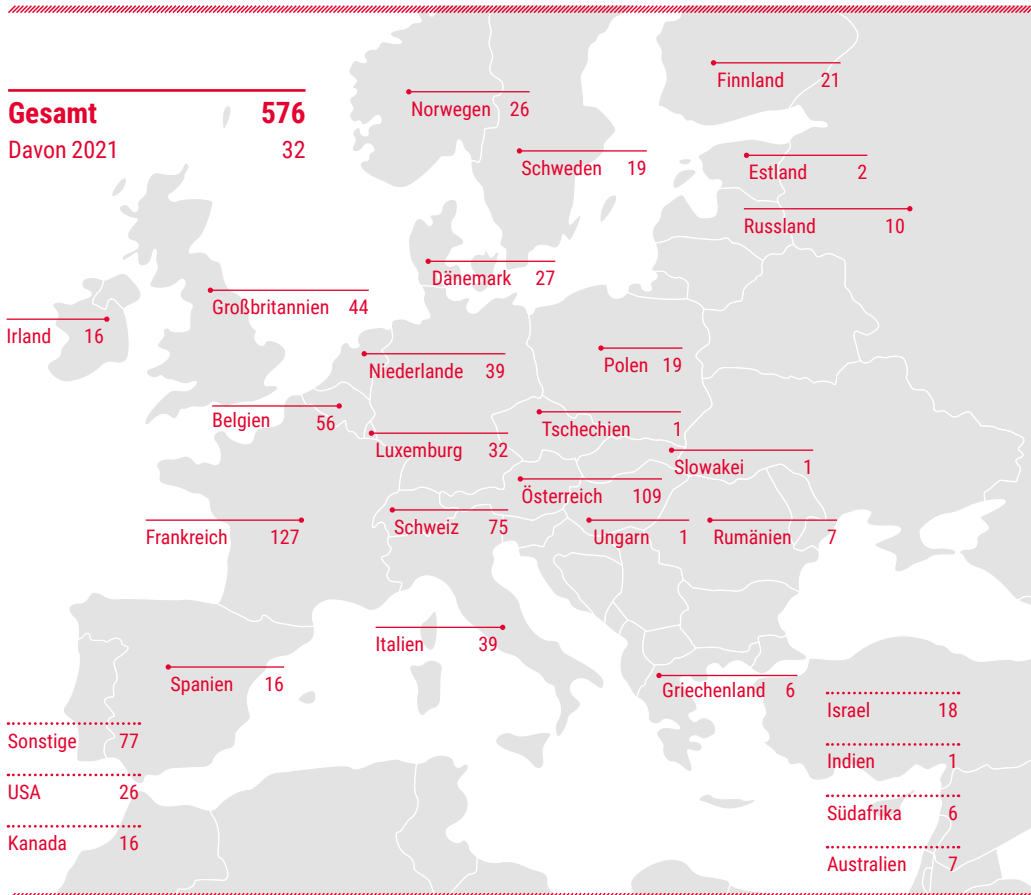 Gesamt 576
Davon 2021 32
Finnland 21
Norwegen 26
Schweden 19
Estland 2
Russland 10
Dänemark 27
Großbritannien 44
Irland 16
Niederlande 39
Polen 19
Belgien 56
Tschechien 1
Luxemburg 32
Slowakei 1
Österreich 109
Schweiz 75
Frankreich 127
Ungarn 1
Rumänien 7
Italien 39
Spanien 16
Griechenland 6
Israel 18
Sonstige 77
Indien 1
USA 26
Südafrika 6
Kanada 16
Australien 7